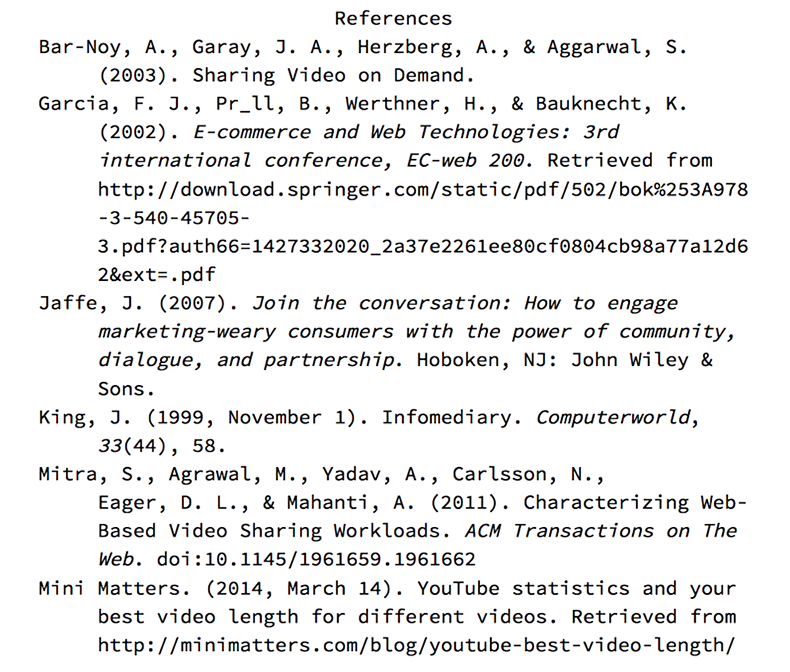 References
Bar-Noy, A., Garay, J. A., Herzberg, A., & Aggarwal, S.
(2003). Sharing Video on Demand.
Garcia, F. J., Pr_ll, B., Werthner, H., & Bauknecht, K.
(2002). E-commerce and Web Technologies: 3rd
international conference, EC-web 200. Retrieved from
http://download.springer.com/static/pdf/502/bok%253A978
-3-540-45705-
3.pdf?auth66=1427332020_2a37e2261ee80cf0804cb98a77a12d6
2&ext=.pdf
Jaffe, J. (2007). Join the conversation: How to engage
marketing-weary consumers with the power of community,
dialogue, and partnership. Hoboken, NJ: John Wiley &
Sons.
King, J. (1999, November 1). Infomediary. Computerworld,
33(44), 58.
Mitra, S., Agrawal, M., Yadav, A., Carlsson, N.,
Eager, D. L., & Mahanti, A. (2011). Characterizing Web-
Based Video Sharing Workloads. ACM Transactions on The
Web. doi:10.1145/1961659.1961662
Mini Matters. (2014, March 14). YouTube statistics and your
best video length for different videos. Retrieved from
http://minimatters.com/blog/youtube-best-video-length/